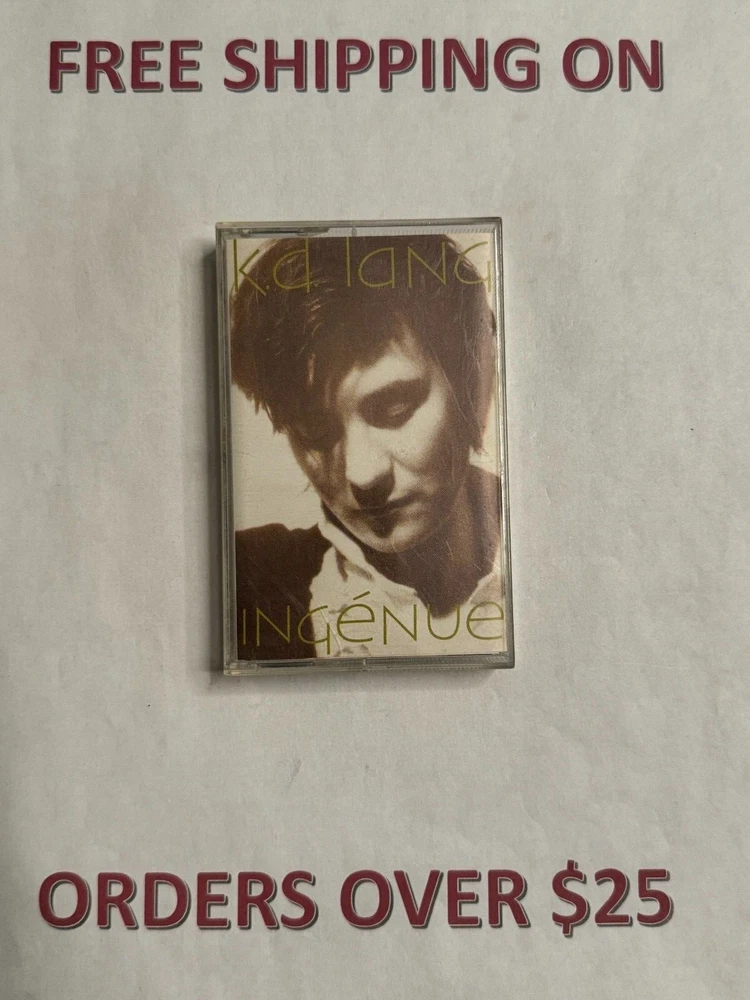 FREE SHIPPING ON
k.d. lang
INGéNUe
ORDERS OVER $25